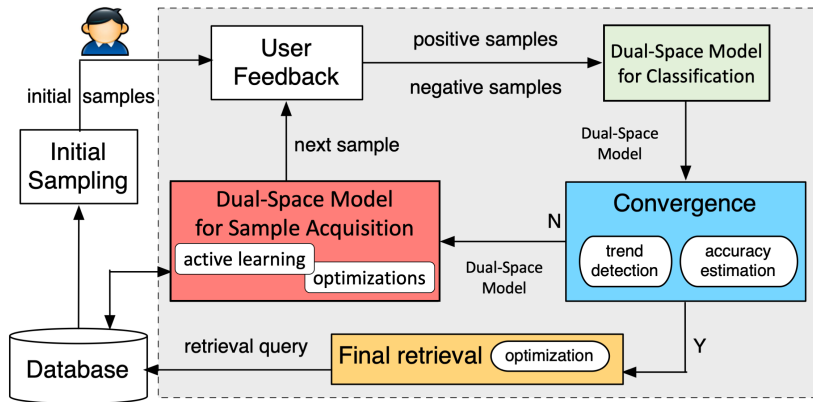 User
Feedback
positive samples
negative samples
Dual-Space Model
for Classification
initial samples
Initial
Sampling
next sample
Dual-Space
Model
Dual-Space Model
for Sample Acquisition
active learning
optimizations
N
Dual-Space
Model
Convergence
trend
detection
accuracy
estimation
Y
Database
retrieval query
Final retrieval
optimization